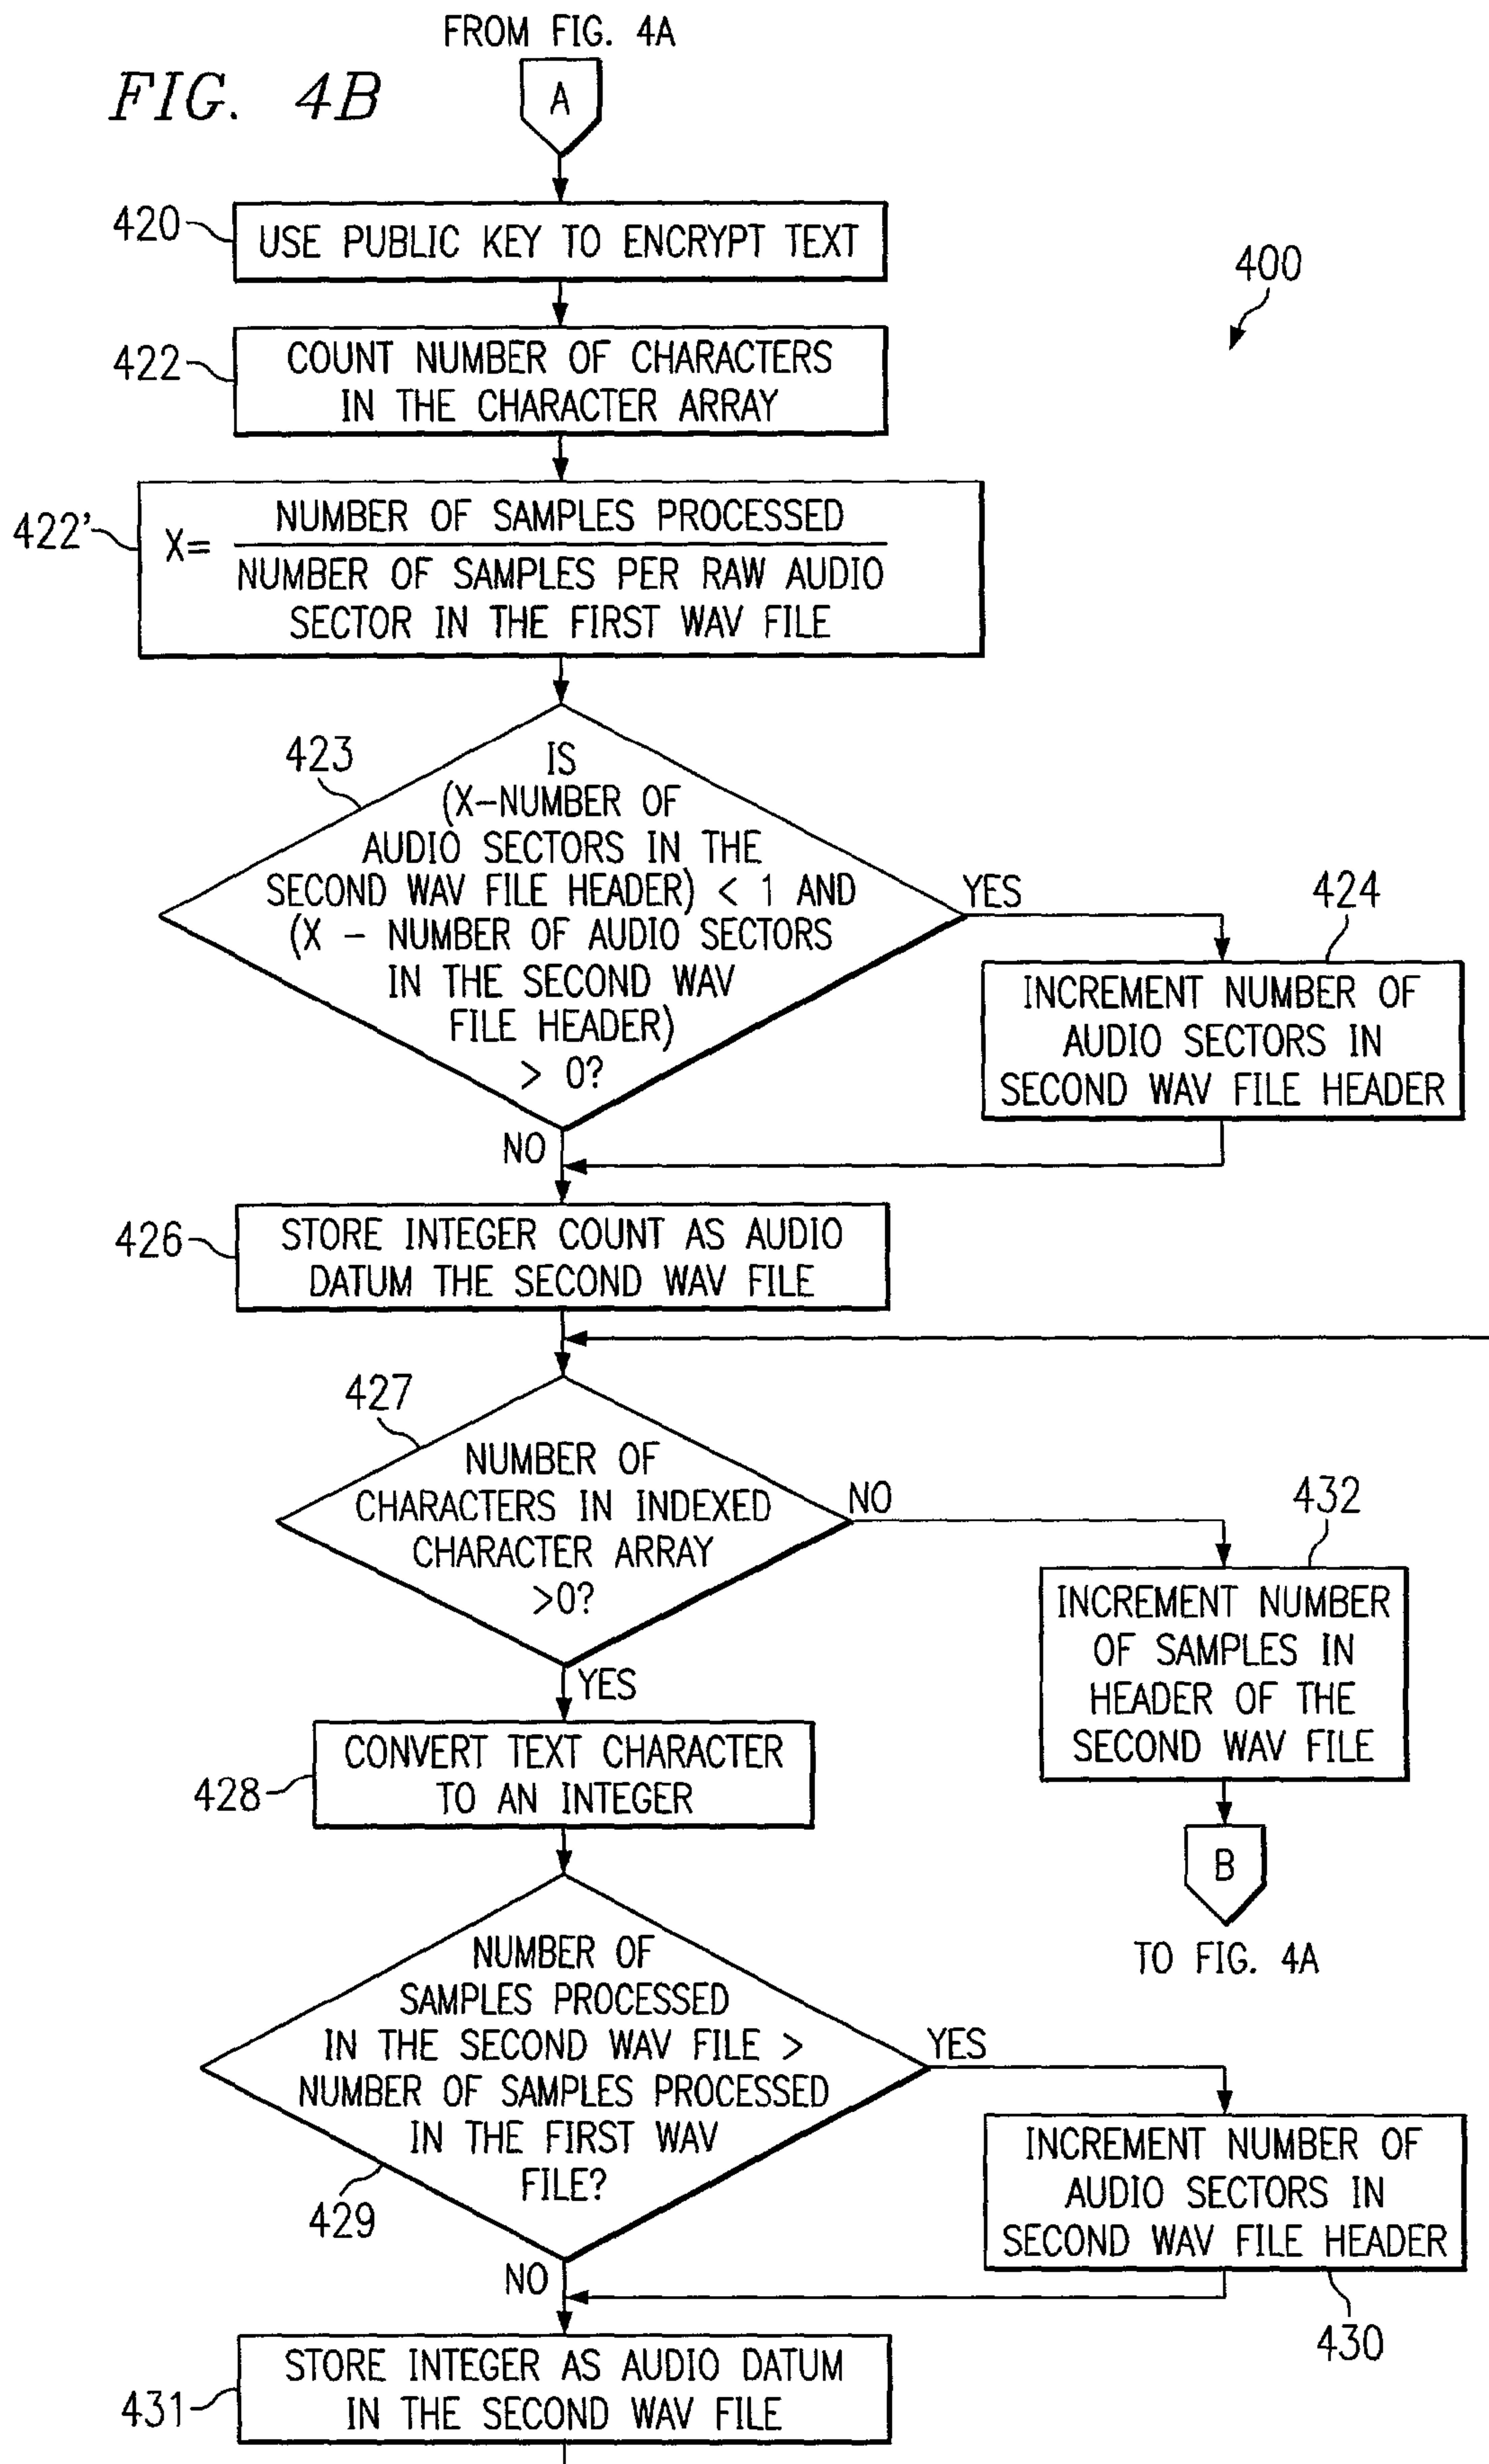 FROM FIG. 4A
FIG. 4B
A
420
USE PUBLIC KEY TO ENCRYPT TEXT
400
422
COUNT NUMBER OF CHARACTERS
IN THE CHARACTER ARRAY
422'
X=
NUMBER OF SAMPLES PROCESSED
NUMBER OF SAMPLES PER RAW AUDIO
SECTOR IN THE FIRST WAV FILE
423
IS
(X-NUMBER OF
AUDIO SECTORS IN THE
SECOND WAV FILE HEADER) < 1 AND
(X - NUMBER OF AUDIO SECTORS
IN THE SECOND WAV
FILE HEADER)
> 0?
YES
424
INCREMENT NUMBER OF
AUDIO SECTORS IN
SECOND WAV FILE HEADER
NO
426
STORE INTEGER COUNT AS AUDIO
DATUM THE SECOND WAV FILE
427
NUMBER OF
CHARACTERS IN INDEXED
CHARACTER ARRAY
>0?
NO
432
INCREMENT NUMBER
OF SAMPLES IN
HEADER OF THE
SECOND WAV FILE
YES
428
CONVERT TEXT CHARACTER
TO AN INTEGER
B
TO FIG. 4A
NUMBER OF
SAMPLES PROCESSED
IN THE SECOND WAV FILE >
NUMBER OF SAMPLES PROCESSED
IN THE FIRST WAV
FILE?
429
YES
INCREMENT NUMBER OF
AUDIO SECTORS IN
SECOND WAV FILE HEADER
430
NO
431
STORE INTEGER AS AUDIO DATUM
IN THE SECOND WAV FILE